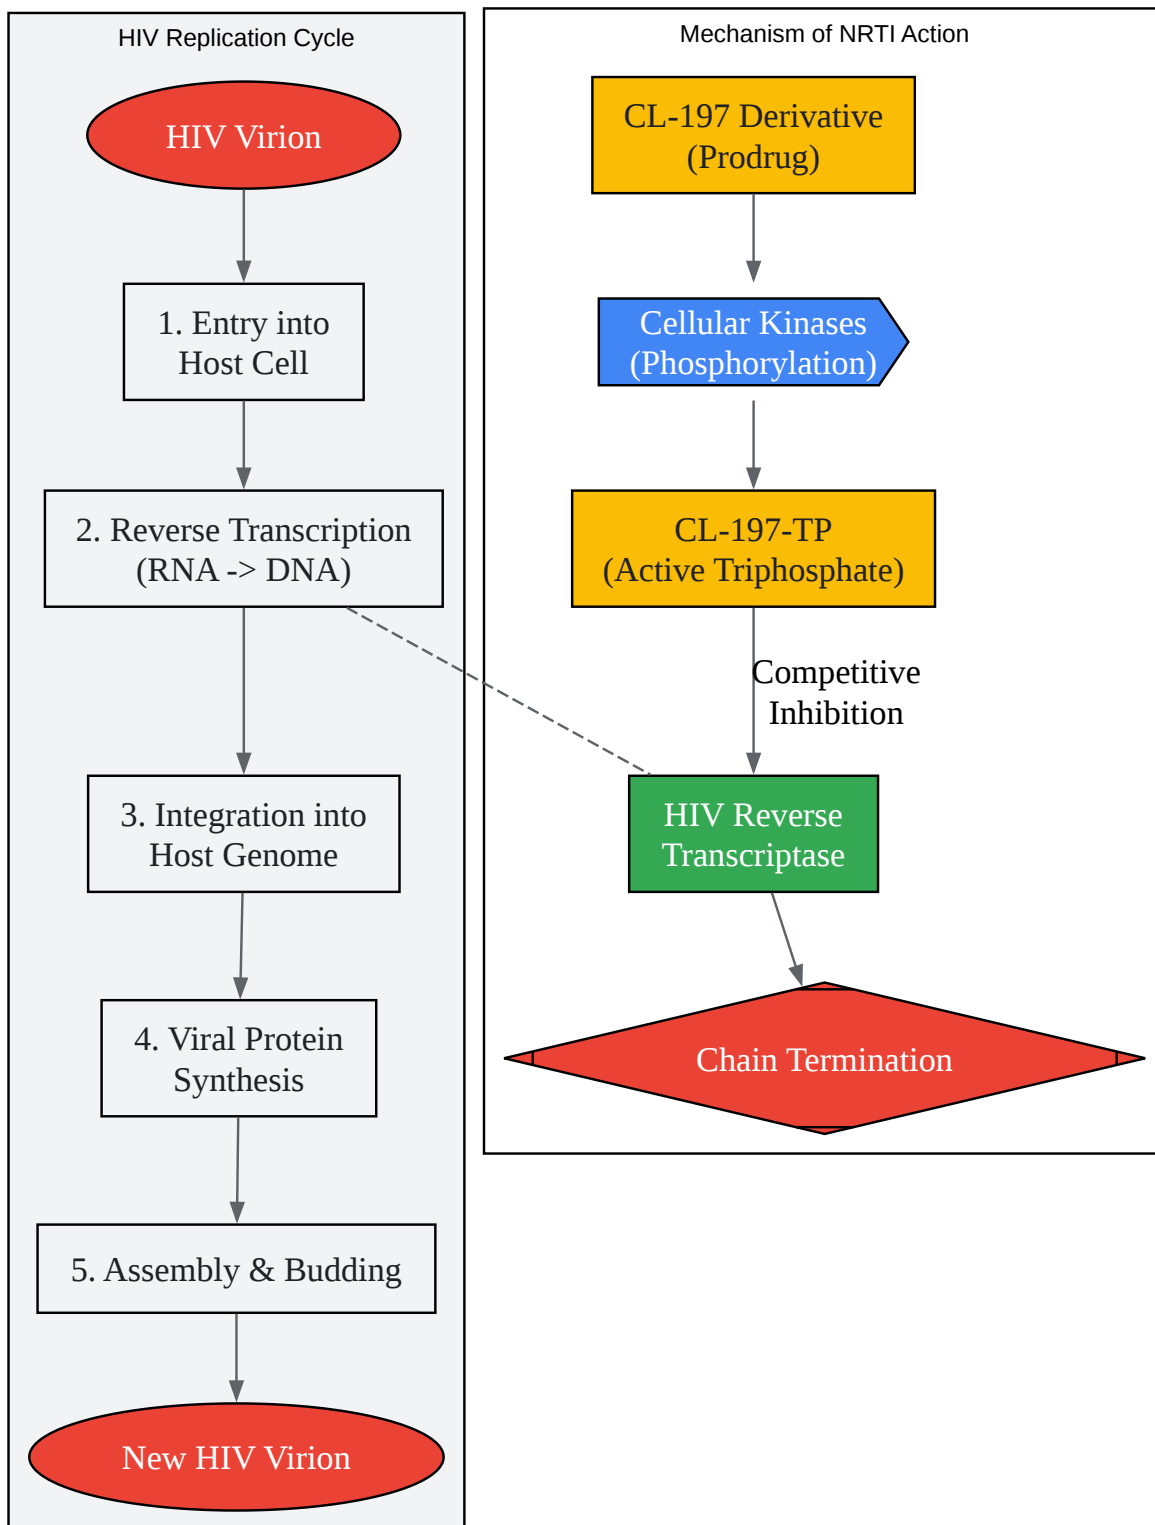 HIV Replication Cycle
HIV Virion
1. Entry into
Host Cell
2. Reverse Transcription
(RNA -> DNA)
3. Integration into
Host Genome
4. Viral Protein
Synthesis
5. Assembly & Budding
New HIV Virion
Mechanism of NRTI Action
CL-197 Derivative
(Prodrug)
Cellular Kinases
(Phosphorylation)
CL-197-TP
(Active Triphosphate)
Competitive
Inhibition
HIV Reverse
Transcriptase
Chain Termination